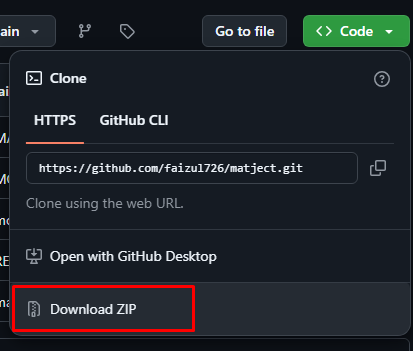 ain
Go to file
<> Code
Clone
HTTPS
GitHub CLI
https://github.com/faizul726/matject.git
Clone using the web URL.
Open with GitHub Desktop
Download ZIP